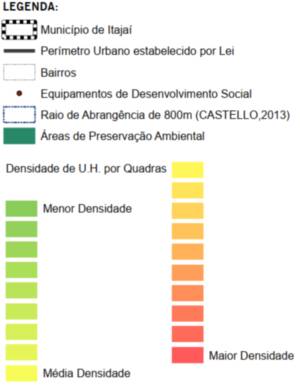 LEGENDA:
Município de Itajaí
Perímetro Urbano estabelecido por Lei
Bairros
Equipamentos de Desenvolvimento Social
Raio de Abrangência de 800m (CASTELLO,2013)
Áreas de Preservação Ambiental
Densidade de U.H. por Quadras
Menor Densidade
Maior Densidade
Média Densidade